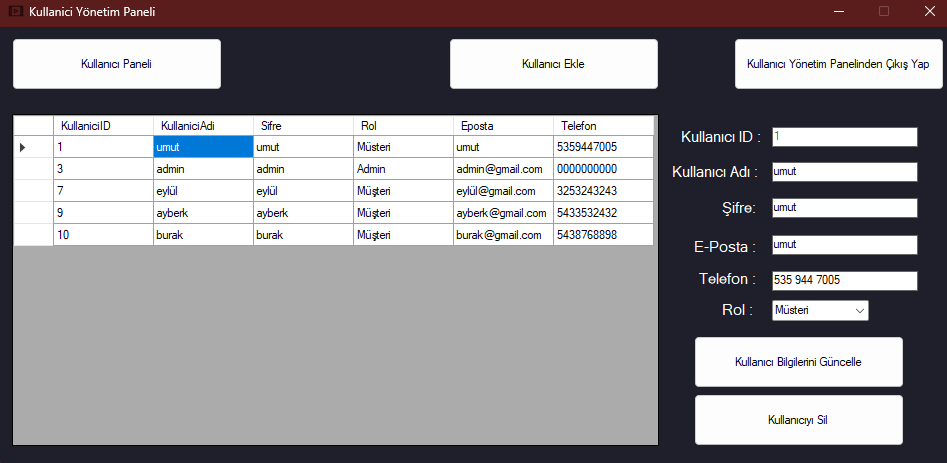 Kullanici Yönetim Paneli
Kullanıcı Paneli
Kullanıcı Ekle
Kullanıcı Yönetim Panelinden Çıkış Yap
KullaniciID KullaniciAdi Sifre Rol Eposta Telefon
1 umut umut Müsteri umut 5359447005
3 admin admin Admin admin@gmail.com 0000000000
7 eylül eylül Müşteri eylül@gmail.com 3253243243
9 ayberk ayberk Müşteri ayberk@gmail.com 5433532432
10 burak burak Müşteri burak@gmail.com 5438768898
Kullanıcı ID : 1
Kullanıcı Adı : umut
Şifre: umut
E-Posta : umut
Telefon : 535 944 7005
Rol : Müsteri
Kullanıcı Bilgilerini Güncelle
Kullanıcıyı Sil